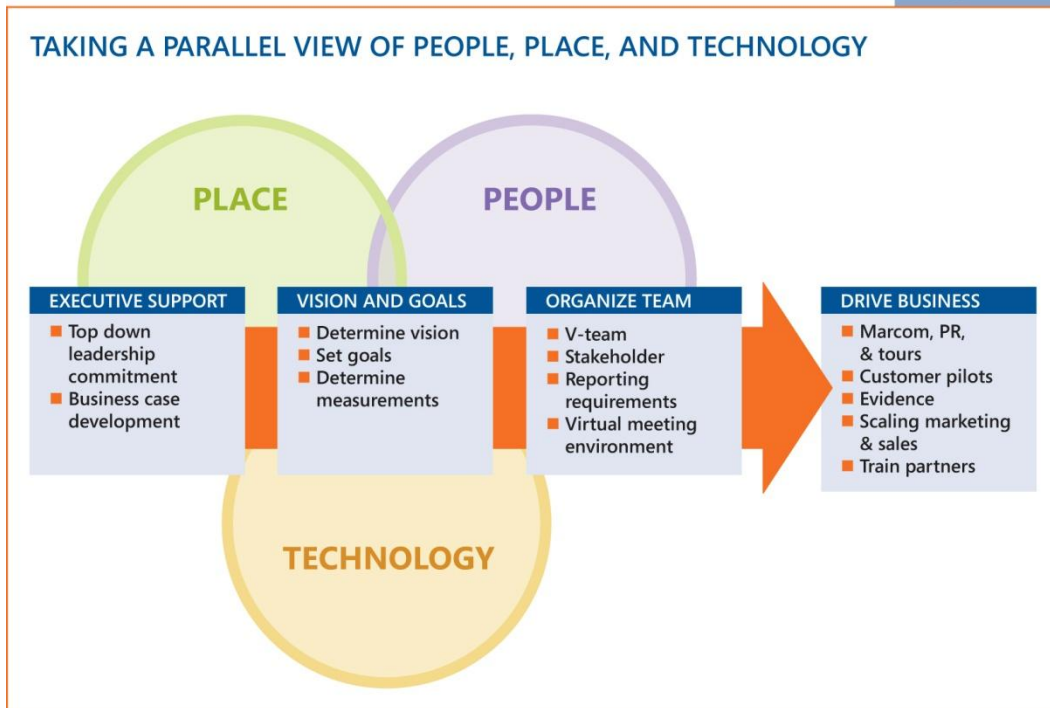 TAKING A PARALLEL VIEW OF PEOPLE, PLACE, AND TECHNOLOGY
PLACE
PEOPLE
EXECUTIVE SUPPORT
Top down
leadership
commitment
Business case
development
VISION AND GOALS
Determine vision
Set goals
Determine
measurements
ORGANIZE TEAM
V-team
Stakeholder
Reporting
requirements
Virtual meeting
environment
DRIVE BUSINESS
Marcom, PR,
& tours
Customer pilots
Evidence
Scaling marketing
& sales
Train partners
TECHNOLOGY